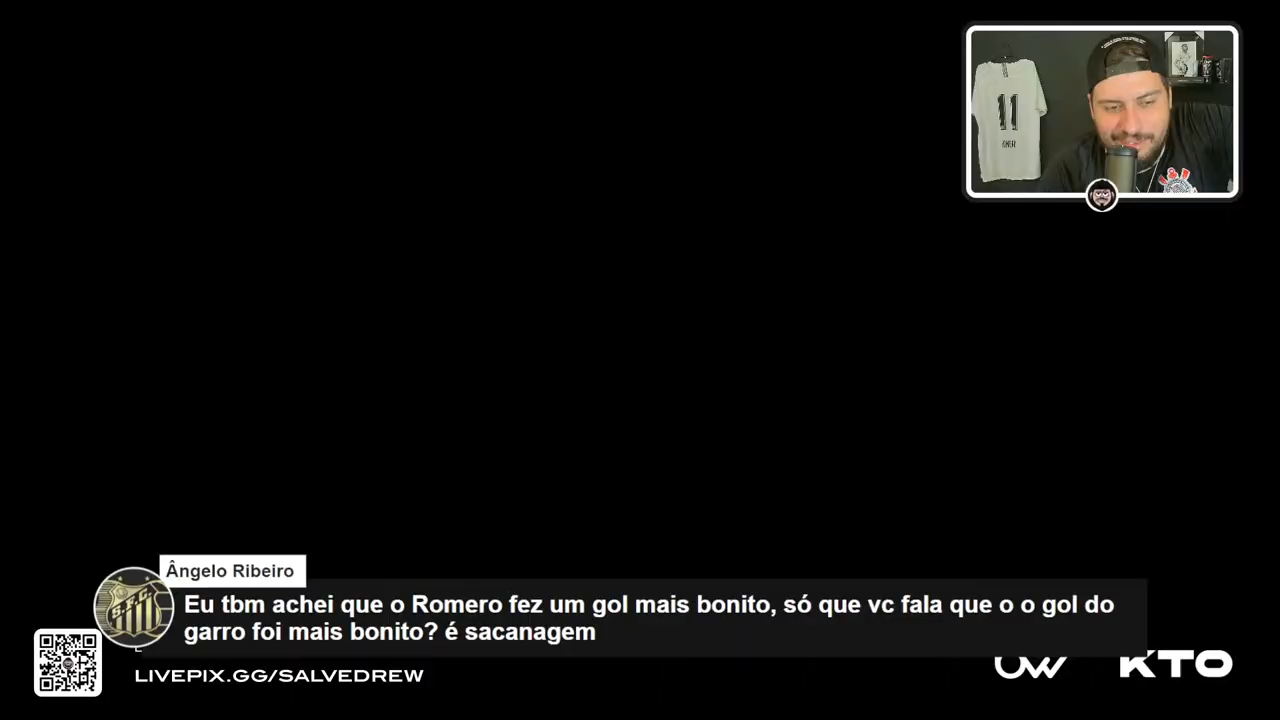 11
Ângelo Ribeiro
Eu tbm achei que o Romero fez um gol mais bonito, só que vc fala que o o gol do
garro foi mais bonito? é sacanagem
S.F.C.
LIVEPIX.GG/SALVEDREW
KTO